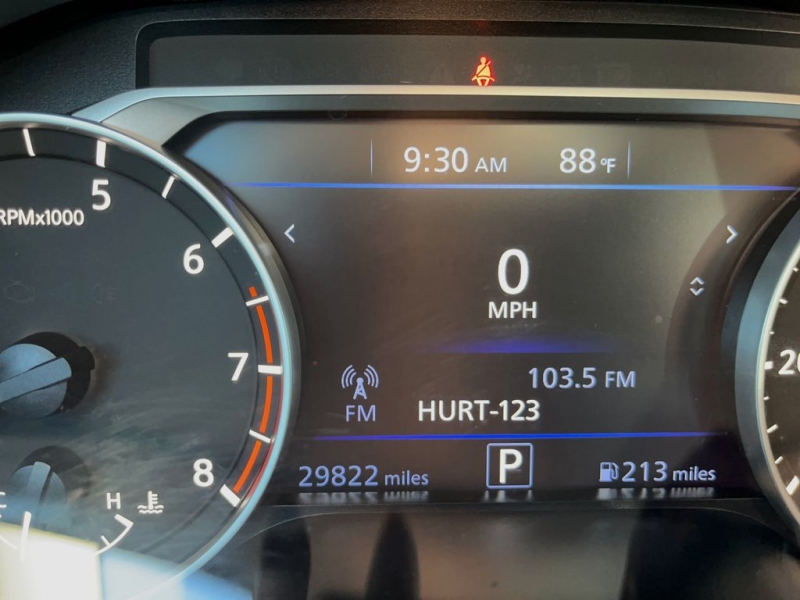 9:30 AM 88°F
5
RPMx1000
6
0
MPH
7
103.5 FM
FM HURT-123
8
29822 miles P 213 miles
C H